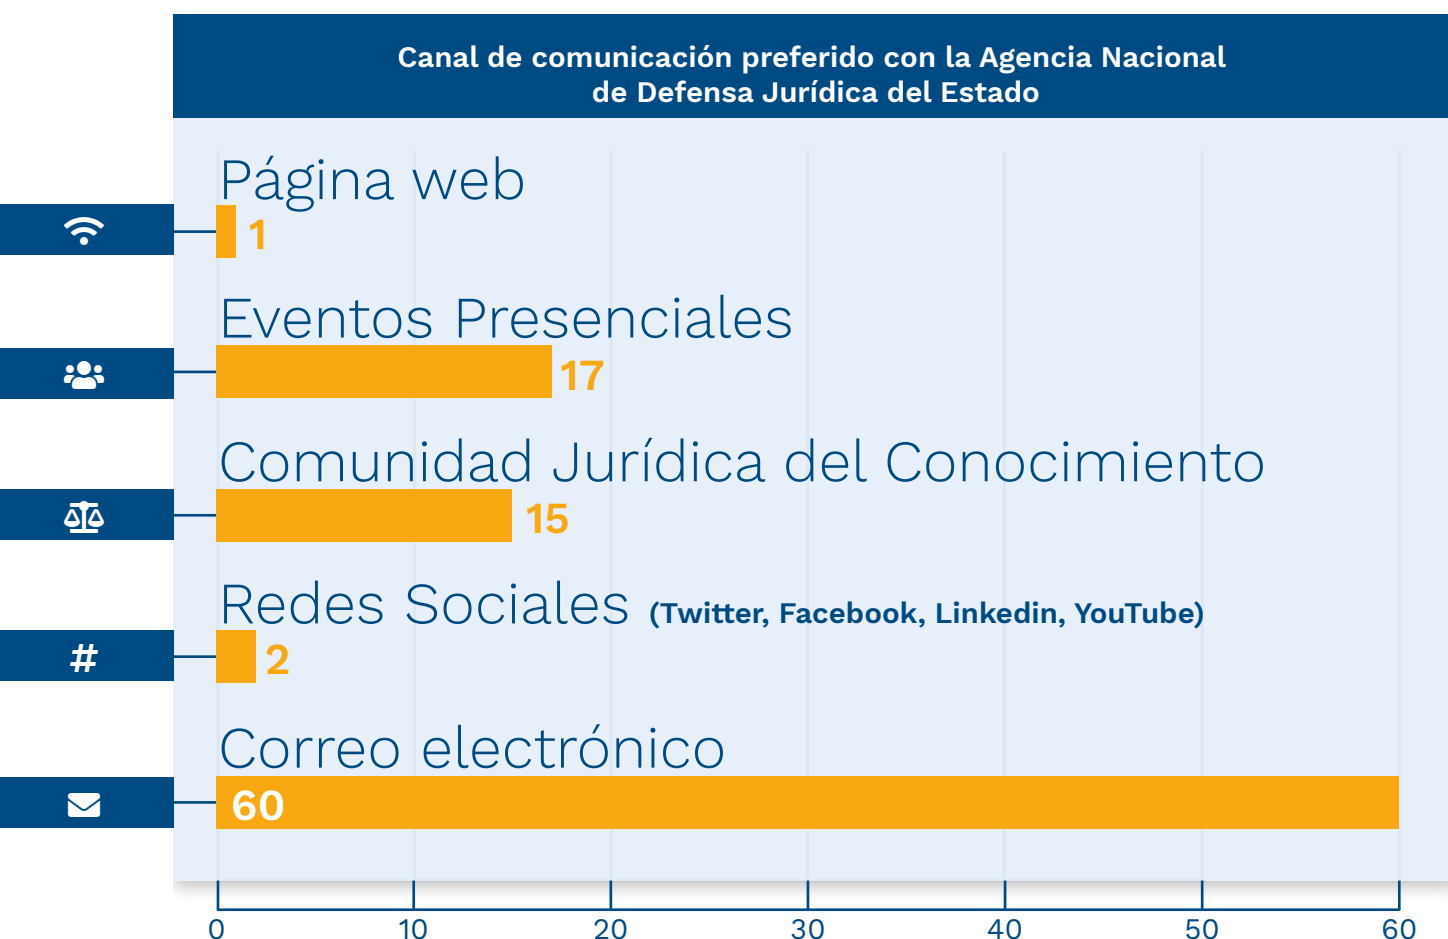 Canal de comunicación preferido con la Agencia Nacional
de Defensa Jurídica del Estado
Página web
1
Eventos Presenciales
17
Comunidad Jurídica del Conocimiento
15
Redes Sociales (Twitter, Facebook, Linkedin, YouTube)
#
2
Correo electrónico
60
0 10 20 30 40 50 60